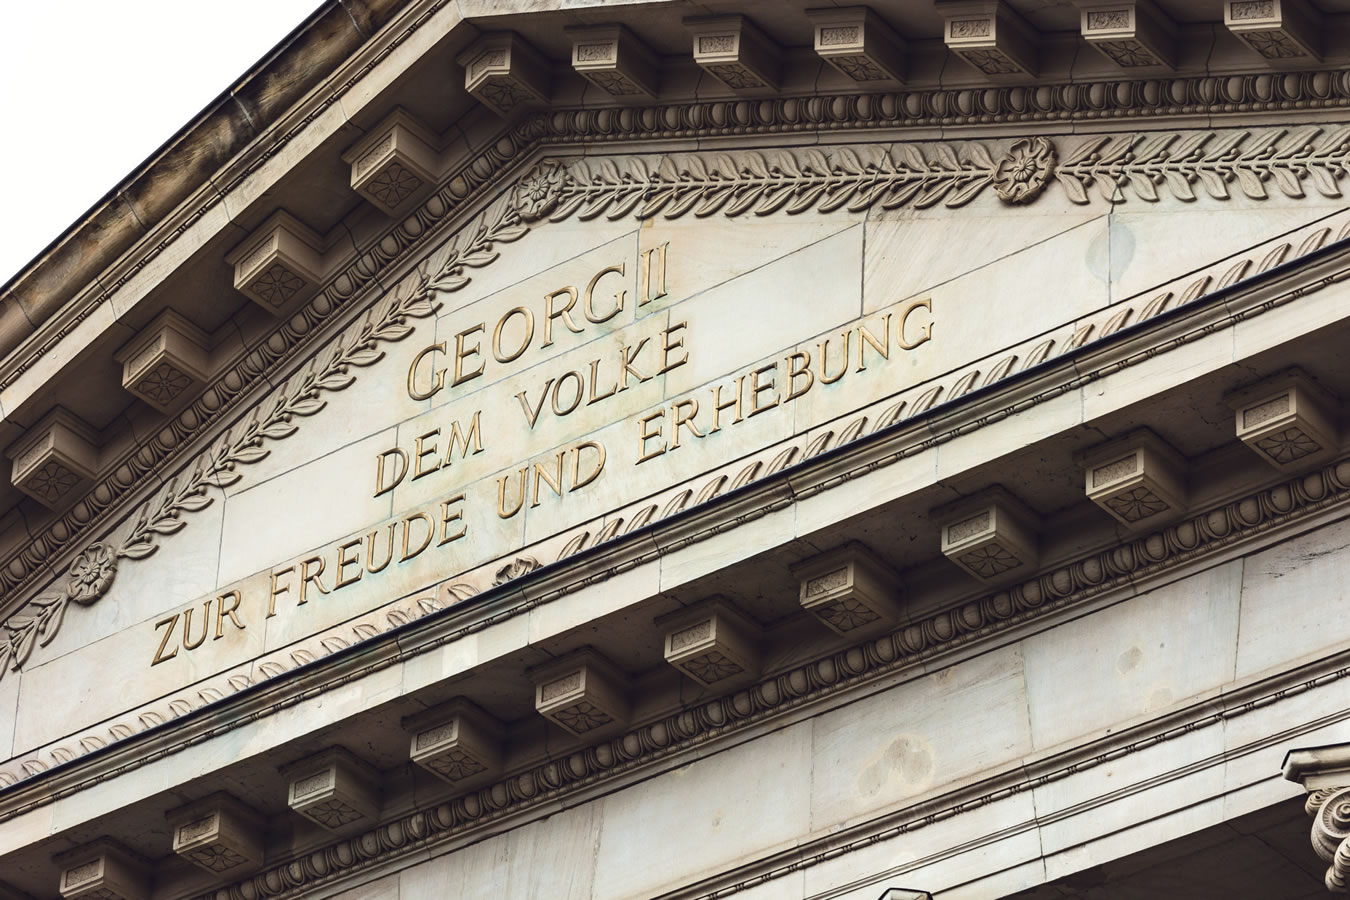 GEORG II
DEM VOLKE
ZUR FREUDE UND ERHEBUNG